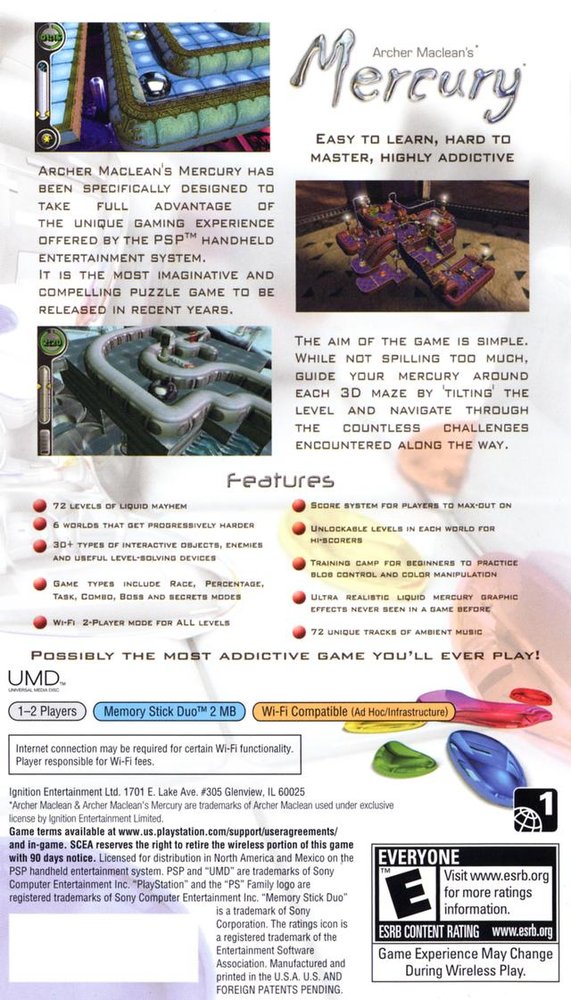 Archer Maclean's*
Mercury*
EASY TO LEARN, HARD TO
MASTER, HIGHLY ADDICTIVE
ARCHER MACLEAN'S MERCURY HAS
BEEN SPECIFICALLY DESIGNED TO
TAKE FULL ADVANTAGE OF
THE UNIQUE GAMING EXPERIENCE
OFFERED BY THE PSP™ HANDHELD
ENTERTAINMENT SYSTEM.
IT IS THE MOST IMAGINATIVE AND
COMPELLING PUZZLE GAME TO BE
RELEASED IN RECENT YEARS.
THE AIM OF THE GAME IS SIMPLE.
WHILE NOT SPILLING TOO MUCH,
GUIDE YOUR MERCURY AROUND
EACH 3D MAZE BY 'TILTING' THE
LEVEL AND NAVIGATE THROUGH
THE COUNTLESS CHALLENGES
ENCOUNTERED ALONG THE WAY.
Features
72 LEVELS OF LIQUID MAYHEM
6 WORLDS THAT GET PROGRESSIVELY HARDER
30+ TYPES OF INTERACTIVE OBJECTS, ENEMIES
AND USEFUL LEVEL-SOLVING DEVICES
GAME TYPES INCLUDE RACE, PERCENTAGE,
TASK, COMBO, BOSS AND SECRETS MODES
WI-FI 2-PLAYER MODE FOR ALL LEVELS
SCORE SYSTEM FOR PLAYERS TO MAX-OUT ON
UNLOCKABLE LEVELS IN EACH WORLD FOR
HI-SCORERS
TRAINING CAMP FOR BEGINNERS TO PRACTICE
BLOB CONTROL AND COLOR MANIPULATION
ULTRA REALISTIC LIQUID MERCURY GRAPHIC
EFFECTS NEVER SEEN IN A GAME BEFORE
72 UNIQUE TRACKS OF AMBIENT MUSIC
POSSIBLY THE MOST ADDICTIVE GAME YOU'LL EVER PLAY!
UMD™
UNIVERSAL MEDIA DISC
1–2 Players
Memory Stick Duo™ 2 MB
Wi-Fi Compatible (Ad Hoc/Infrastructure)
Internet connection may be required for certain Wi-Fi functionality.
Player responsible for Wi-Fi fees.
Ignition Entertainment Ltd. 1701 E. Lake Ave. #305 Glenview, IL 60025
*Archer Maclean & Archer Maclean's Mercury are trademarks of Archer Maclean used under exclusive
license by Ignition Entertainment Limited.
Game terms available at www.us.playstation.com/support/useragreements/
and in-game. SCEA reserves the right to retire the wireless portion of this game
with 90 days notice. Licensed for distribution in North America and Mexico on the
PSP handheld entertainment system. PSP and "UMD" are trademarks of Sony
Computer Entertainment Inc. "PlayStation" and the "PS" Family logo are
registered trademarks of Sony Computer Entertainment Inc. "Memory Stick Duo"
is a trademark of Sony
Corporation. The ratings icon is
a registered trademark of the
Entertainment Software
Association. Manufactured and
printed in the U.S.A. U.S. AND
FOREIGN PATENTS PENDING.
1
EVERYONE
E™
Visit www.esrb.org
for more ratings
information.
ESRB CONTENT RATING www.esrb.org
Game Experience May Change
During Wireless Play.